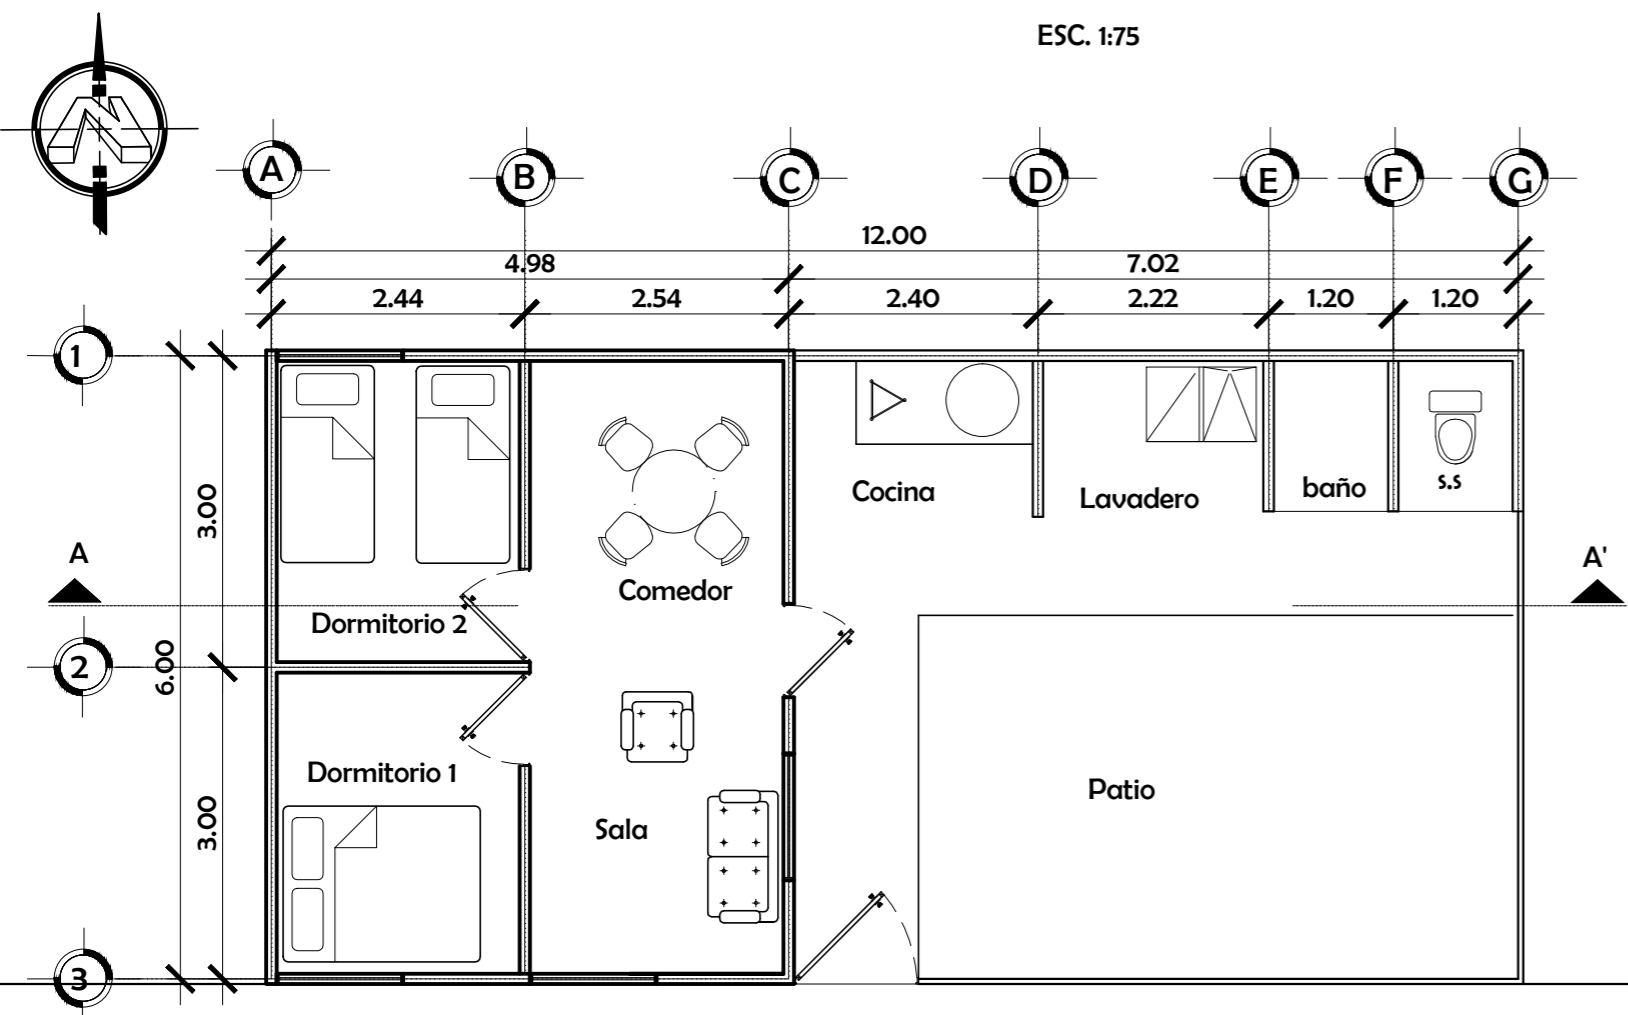 ESC. 1:75
N
A B C D E F G
12.00
4.98 7.02
2.44 2.54 2.40 2.22 1.20 1.20
1
3.00
Cocina
Lavadero
baño
s.s
A
A'
Comedor
Dormitorio 2
2
6.00
Dormitorio 1
Patio
3.00
Sala
3